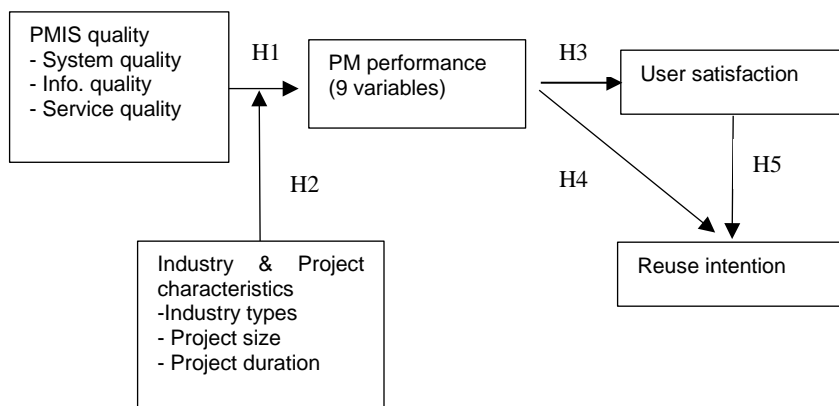 PMIS quality
- System quality
- Info. quality
- Service quality
H1
PM performance
(9 variables)
H3
User satisfaction
H2
H4
H5
Industry & Project
characteristics
-Industry types
- Project size
- Project duration
Reuse intention